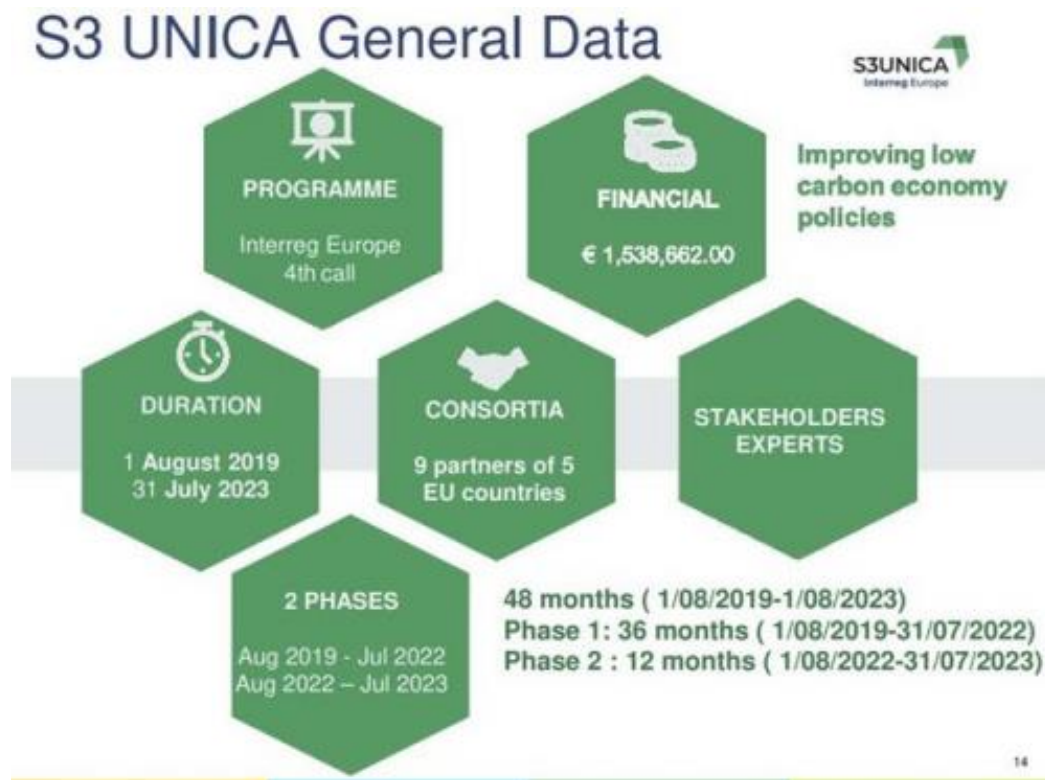 S3 UNICA General Data
S3UNICA
Interreg Europe
PROGRAMME
Interreg Europe
4th call
FINANCIAL
€ 1,538,662.00
Improving low
carbon economy
policies
DURATION
1 August 2019
31 July 2023
CONSORTIA
9 partners of 5
EU countries
STAKEHOLDERS
EXPERTS
2 PHASES
Aug 2019 - Jul 2022
Aug 2022 – Jul 2023
48 months ( 1/08/2019-1/08/2023)
Phase 1: 36 months ( 1/08/2019-31/07/2022)
Phase 2 : 12 months ( 1/08/2022-31/07/2023)
14